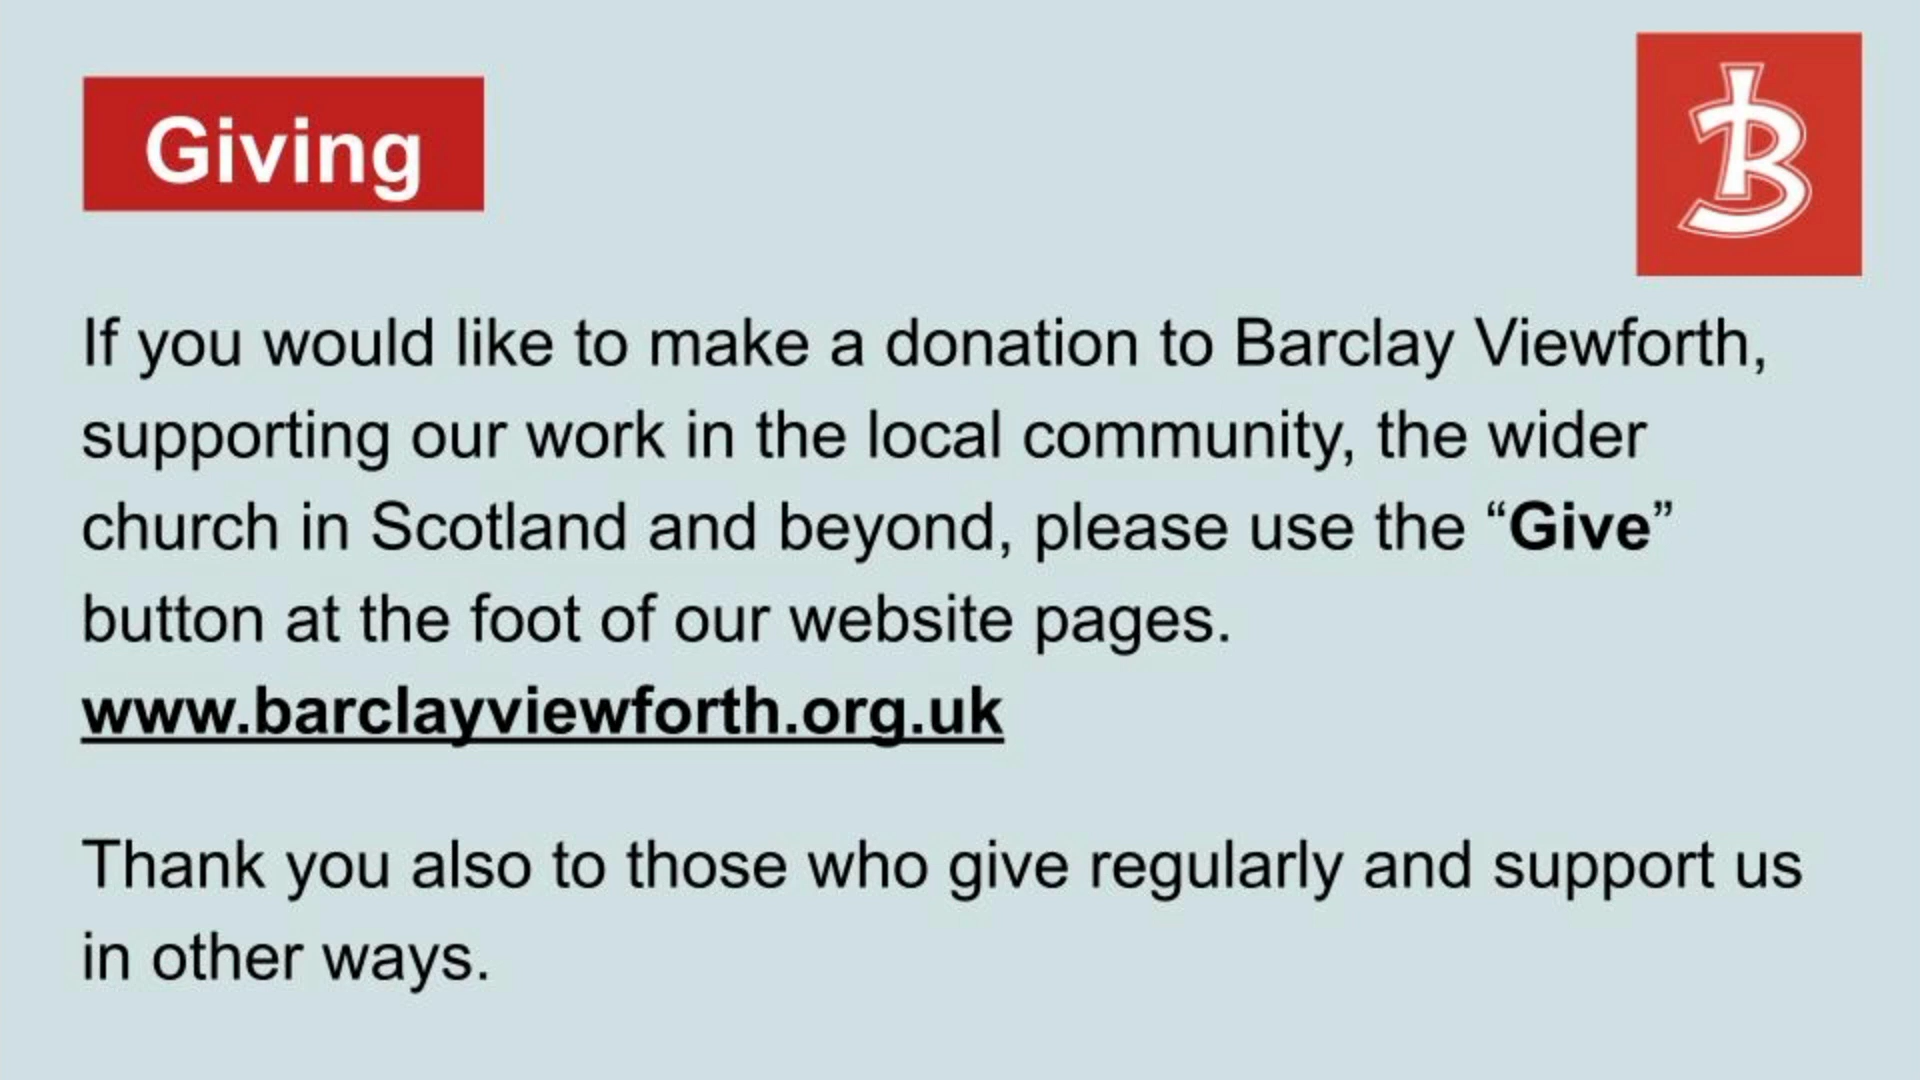 Giving
B
If you would like to make a donation to Barclay Viewforth,
supporting our work in the local community, the wider
church in Scotland and beyond, please use the “Give”
button at the foot of our website pages.
www.barclayviewforth.org.uk
Thank you also to those who give regularly and support us
in other ways.